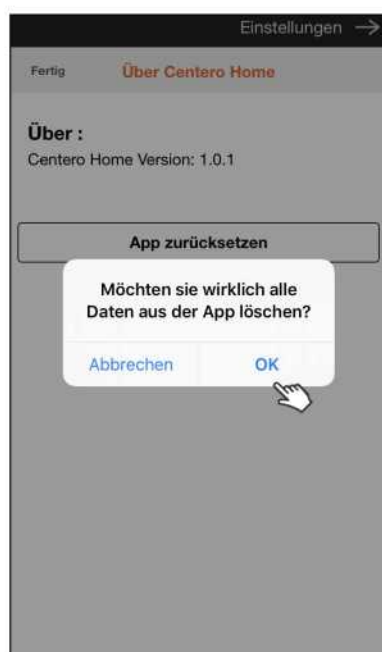 Einstellungen →
Fertig Über Centero Home
Über :
Centero Home Version: 1.0.1
App zurücksetzen
Möchten sie wirklich alle
Daten aus der App löschen?
Abbrechen OK